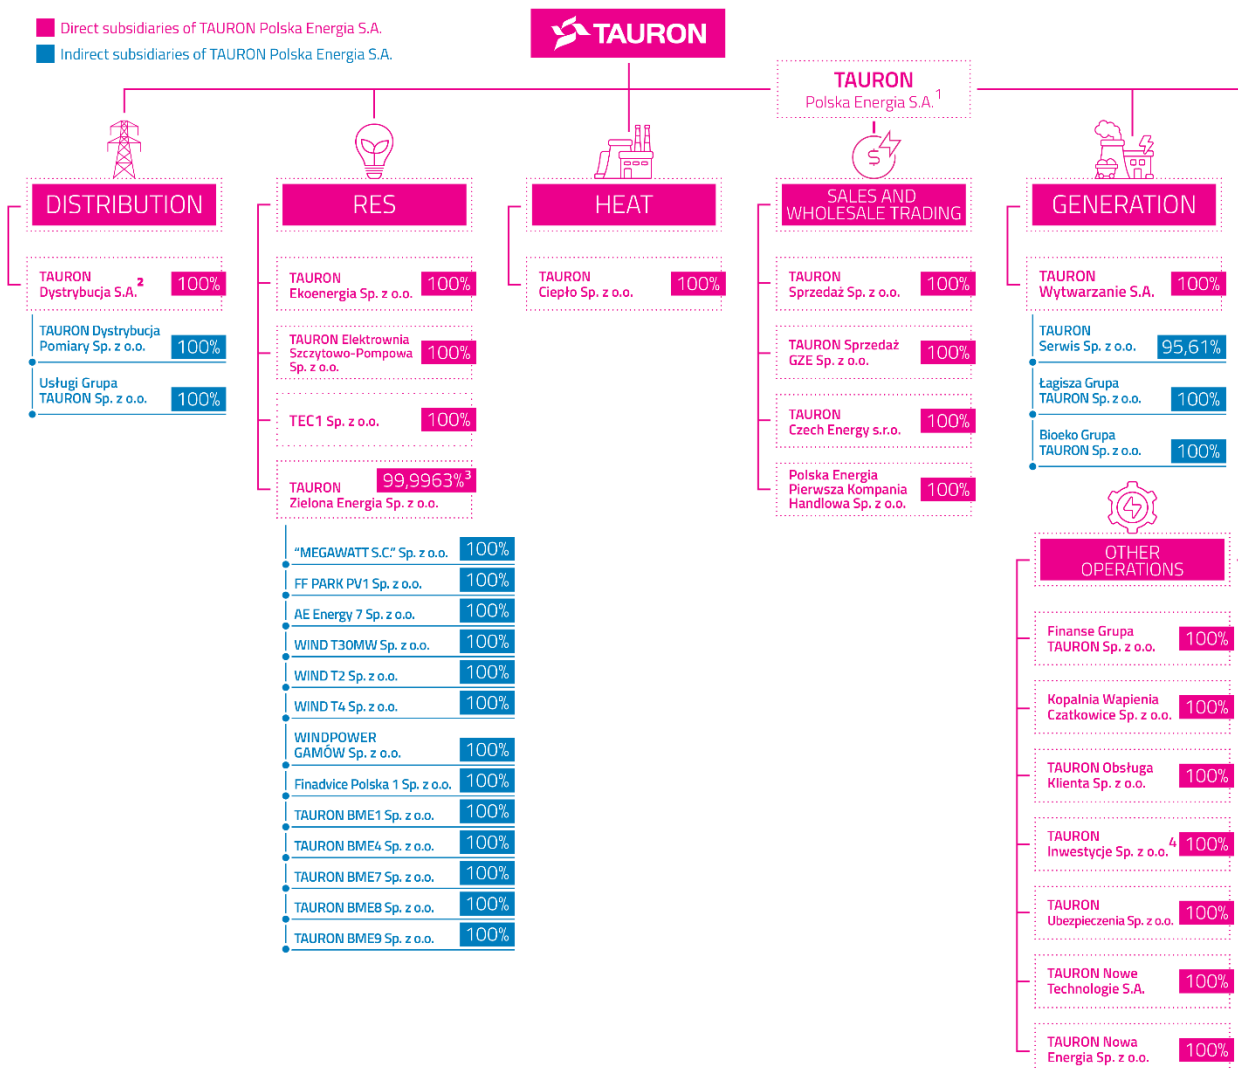 Direct subsidiaries of TAURON Polska Energia S.A.
Indirect subsidiaries of TAURON Polska Energia S.A.
TAURON
TAURON
Polska Energia S.A.1
DISTRIBUTION
TAURON
Dystrybucja S.A.2
100%
TAURON Dystrybucja
Pomiary Sp. z o.o.
100%
Usługi Grupa
TAURON Sp. z o.o.
100%
RES
TAURON
Ekoenergia Sp. z o.o.
100%
TAURON Elektrownia
Szczytowo-Pompowa
Sp. z o.o.
100%
TEC1 Sp. z o.o.
100%
TAURON
Zielona Energia Sp. z o.o.
99,9963%3
"MEGAWATT S.C." Sp. z o.o.
100%
FF PARK PV1 Sp. z o.o.
100%
AE Energy 7 Sp. z o.o.
100%
WIND T30MW Sp. z o.o.
100%
WIND T2 Sp. z o.o.
100%
WIND T4 Sp. z o.o.
100%
WINDPOWER
GAMÓW Sp. z o.o.
100%
Finadvice Polska 1 Sp. z o.o.
100%
TAURON BME1 Sp. z o.o.
100%
TAURON BME4 Sp. z o.o.
100%
TAURON BME7 Sp. z o.o.
100%
TAURON BME8 Sp. z o.o.
100%
TAURON BME9 Sp. z o.o.
100%
HEAT
TAURON
Ciepło Sp. z o.o.
100%
SALES AND
WHOLESALE TRADING
TAURON
Sprzedaż Sp. z o.o.
100%
TAURON Sprzedaż
GZE Sp. z o.o.
100%
TAURON
Czech Energy s.r.o.
100%
Polska Energia
Pierwsza Kompania
Handlowa Sp. z o.o.
100%
GENERATION
TAURON
Wytwarzanie S.A.
100%
TAURON
Serwis Sp. z o.o.
95,61%
Łagisza Grupa
TAURON Sp. z o.o.
100%
Bioeko Grupa
TAURON Sp. z o.o.
100%
OTHER
OPERATIONS
Finanse Grupa
TAURON Sp. z o.o.
100%
Kopalnia Wapienia
Czatkowice Sp. z o.o.
100%
TAURON Obsługa
Klienta Sp. z o.o.
100%
TAURON
Inwestycje Sp. z o.o.4
100%
TAURON
Ubezpieczenia Sp. z o.o.
100%
TAURON Nowe
Technologie S.A.
100%
TAURON Nowa
Energia Sp. z o.o.
100%